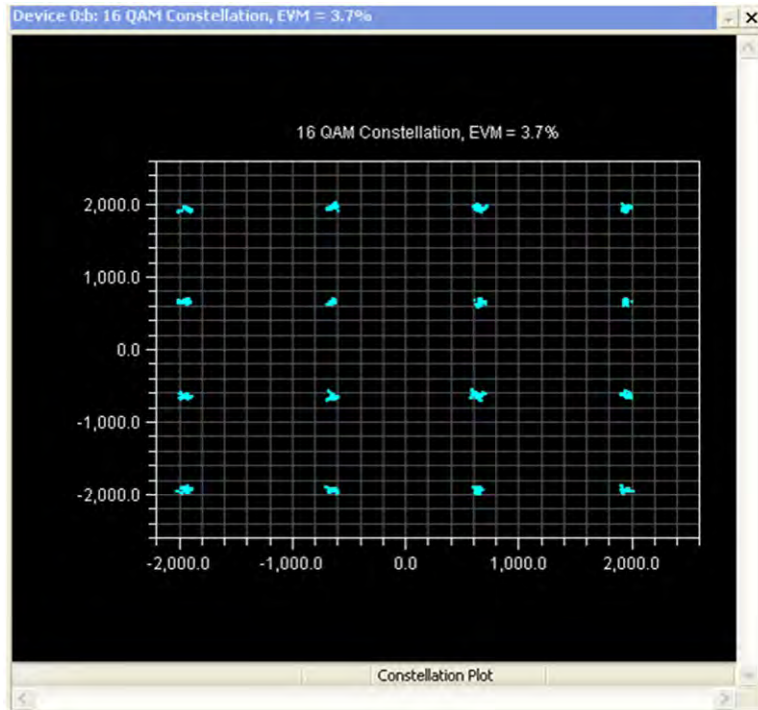 Device 0:b: 16 QAM Constellation, EVM = 3.7%
16 QAM Constellation, EVM = 3.7%
2,000.0
1,000.0
0.0
-1,000.0
-2,000.0
-2,000.0 -1,000.0 0.0 1,000.0 2,000.0
Constellation Plot